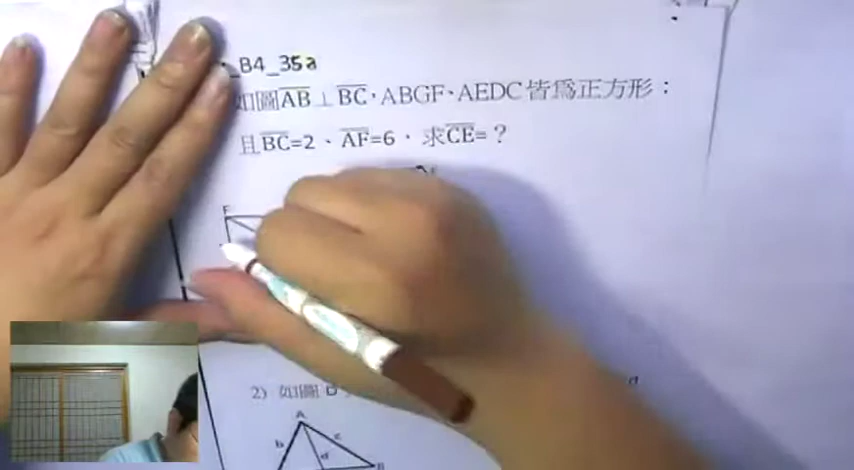 _B4_35a
如圖AB⊥BC,ABGF、AEDC皆為正方形:
且BC=2、AF=6,求CE=?
F
2) 如圖
A
b c
d
B